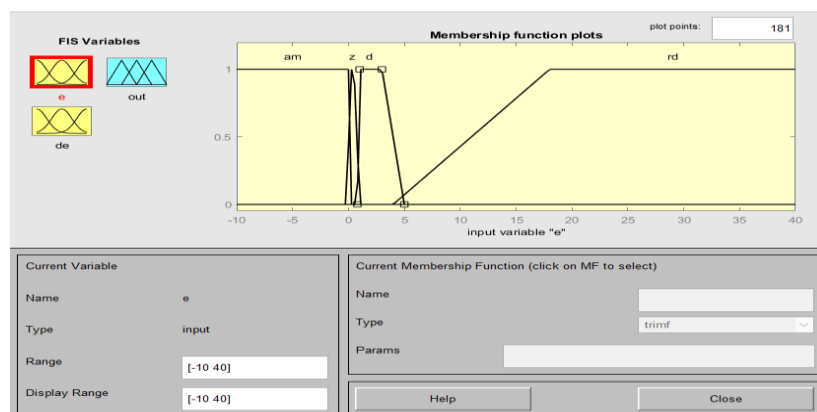 FIS Variables
Membership function plots
plot points:
181
e
out
de
am
z
d
rd
1
0.5
0
-10
-5
0
5
10
15
20
25
30
35
40
input variable "e"
Current Variable
Name
e
Type
input
Range
[-10 40]
Display Range
[-10 40]
Current Membership Function (click on MF to select)
Name
Type
trimf
Params
Help
Close